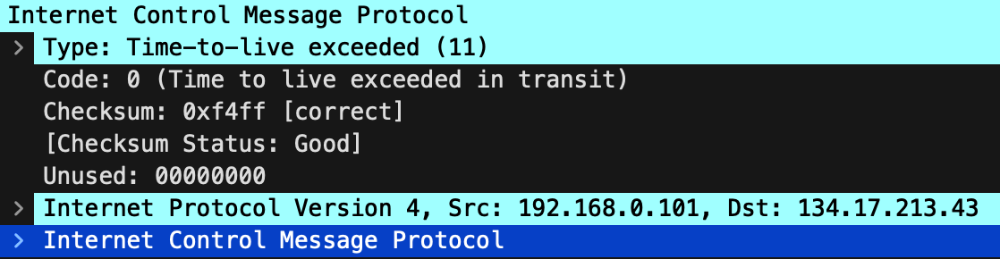 Internet Control Message Protocol
Type: Time-to-live exceeded (11)
Code: 0 (Time to live exceeded in transit)
Checksum: 0xf4ff [correct]
[Checksum Status: Good]
Unused: 00000000
Internet Protocol Version 4, Src: 192.168.0.101, Dst: 134.17.213.43
Internet Control Message Protocol